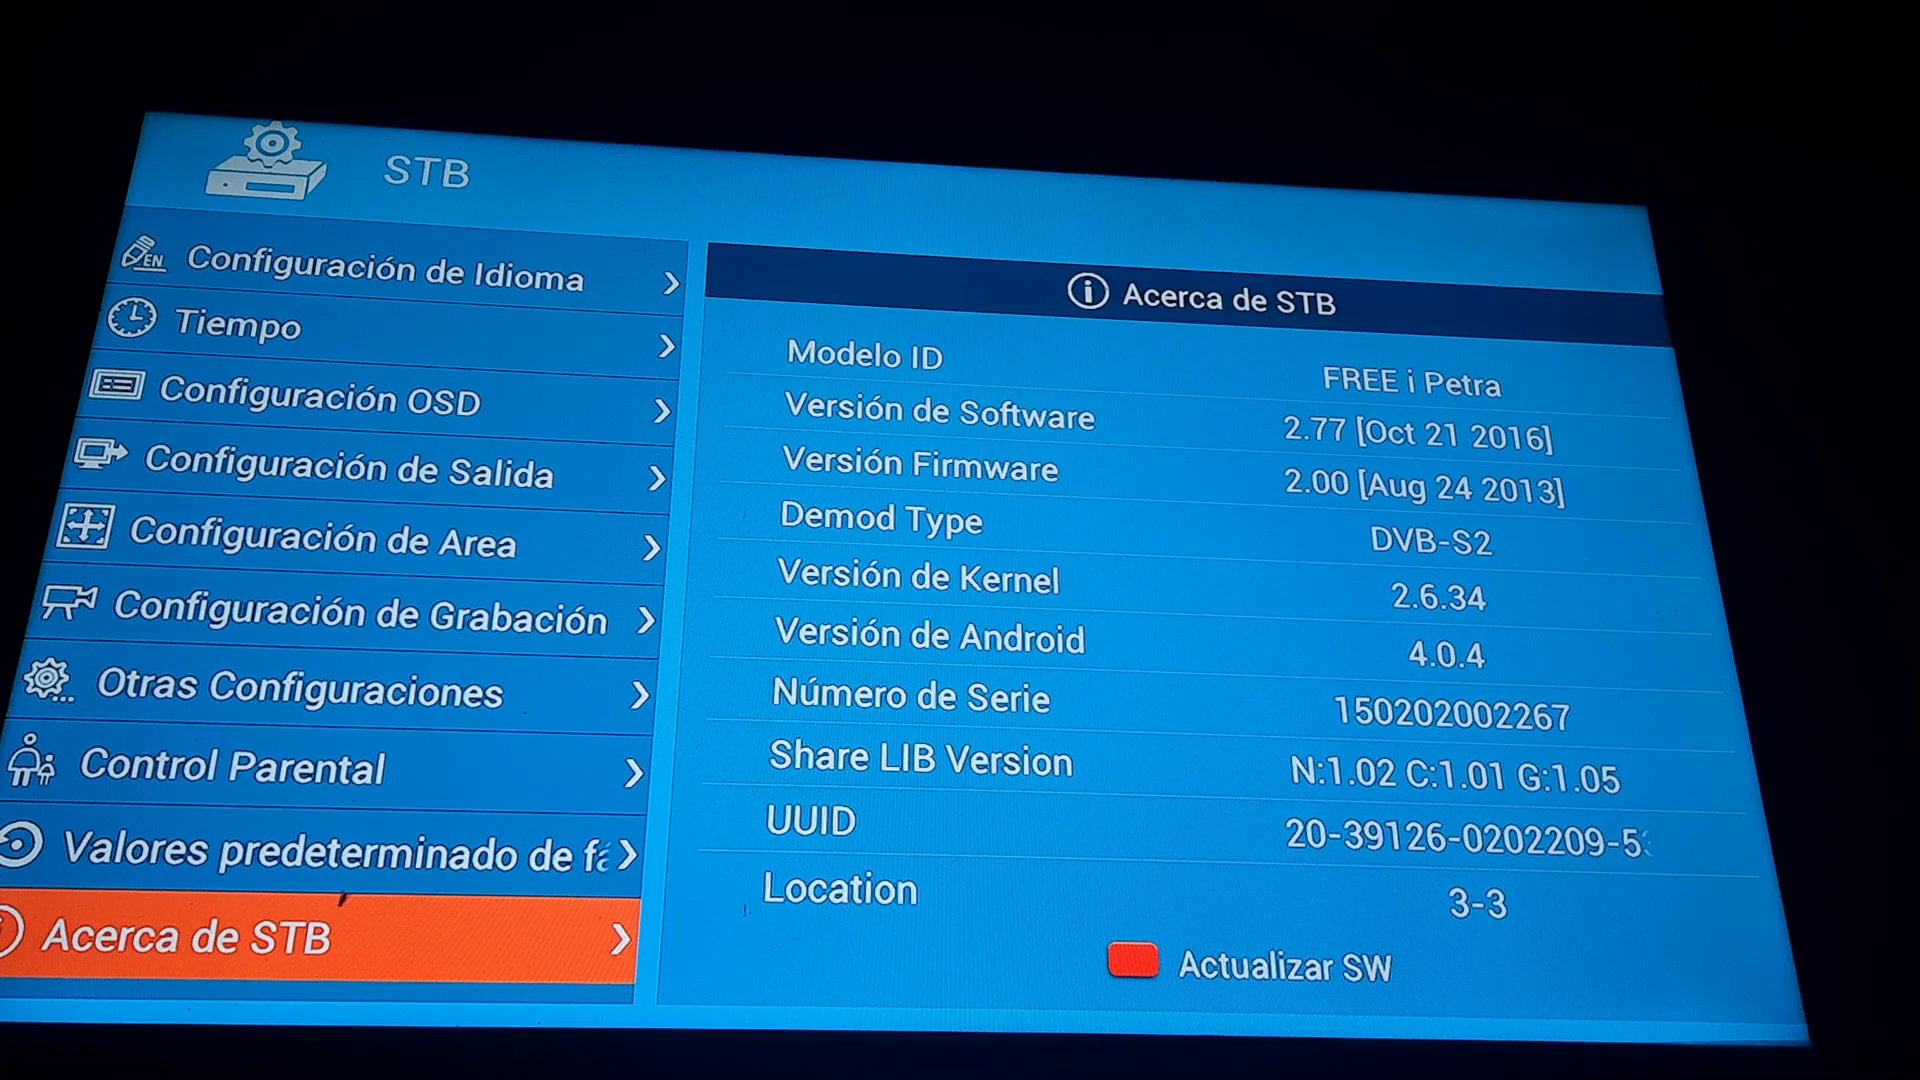 STB
EN
Configuración de Idioma
Tiempo
Configuración OSD
Configuración de Salida
Configuración de Area
Configuración de Grabación
Otras Configuraciones
Control Parental
Valores predeterminado de fa
Acerca de STB
Acerca de STB
Modelo ID FREE i Petra
Versión de Software 2.77 [Oct 21 2016]
Versión Firmware 2.00 [Aug 24 2013]
Demod Type DVB-S2
Versión de Kernel 2.6.34
Versión de Android 4.0.4
Número de Serie 150202002267
Share LIB Version N:1.02 C:1.01 G:1.05
UUID 20-39126-0202209-5
Location 3-3
Actualizar SW